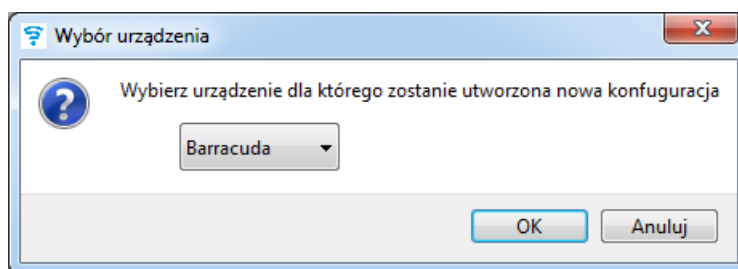 Wybór urządzenia
Wybierz urządzenie dla którego zostanie utworzona nowa konfuguracja
Barracuda
OK
Anuluj